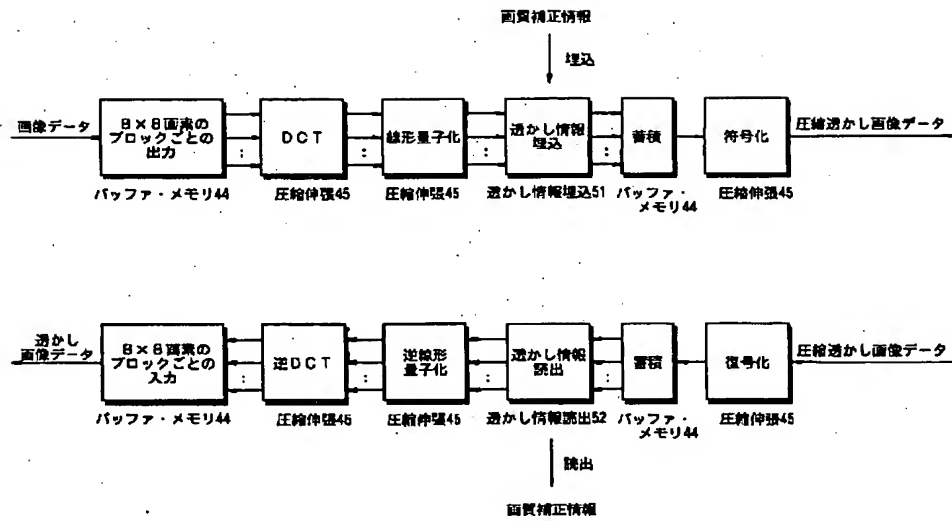 画質補正情報
埋込
画像データ
8×8画素の
ブロックごとの
出力
DCT
線形量子化
透かし情報
埋込
蓄積
符号化
圧縮透かし画像データ
バッファ・メモリ44
圧縮伸張45
圧縮伸張45
透かし情報埋込51
バッファ・
メモリ44
圧縮伸張45
透かし
画像データ
8×8画素の
ブロックごとの
入力
逆DCT
逆線形
量子化
透かし情報
読出
蓄積
復号化
圧縮透かし画像データ
バッファ・メモリ44
圧縮伸張45
圧縮伸張45
透かし情報読出52
バッファ・
メモリ44
圧縮伸張45
読出
画質補正情報